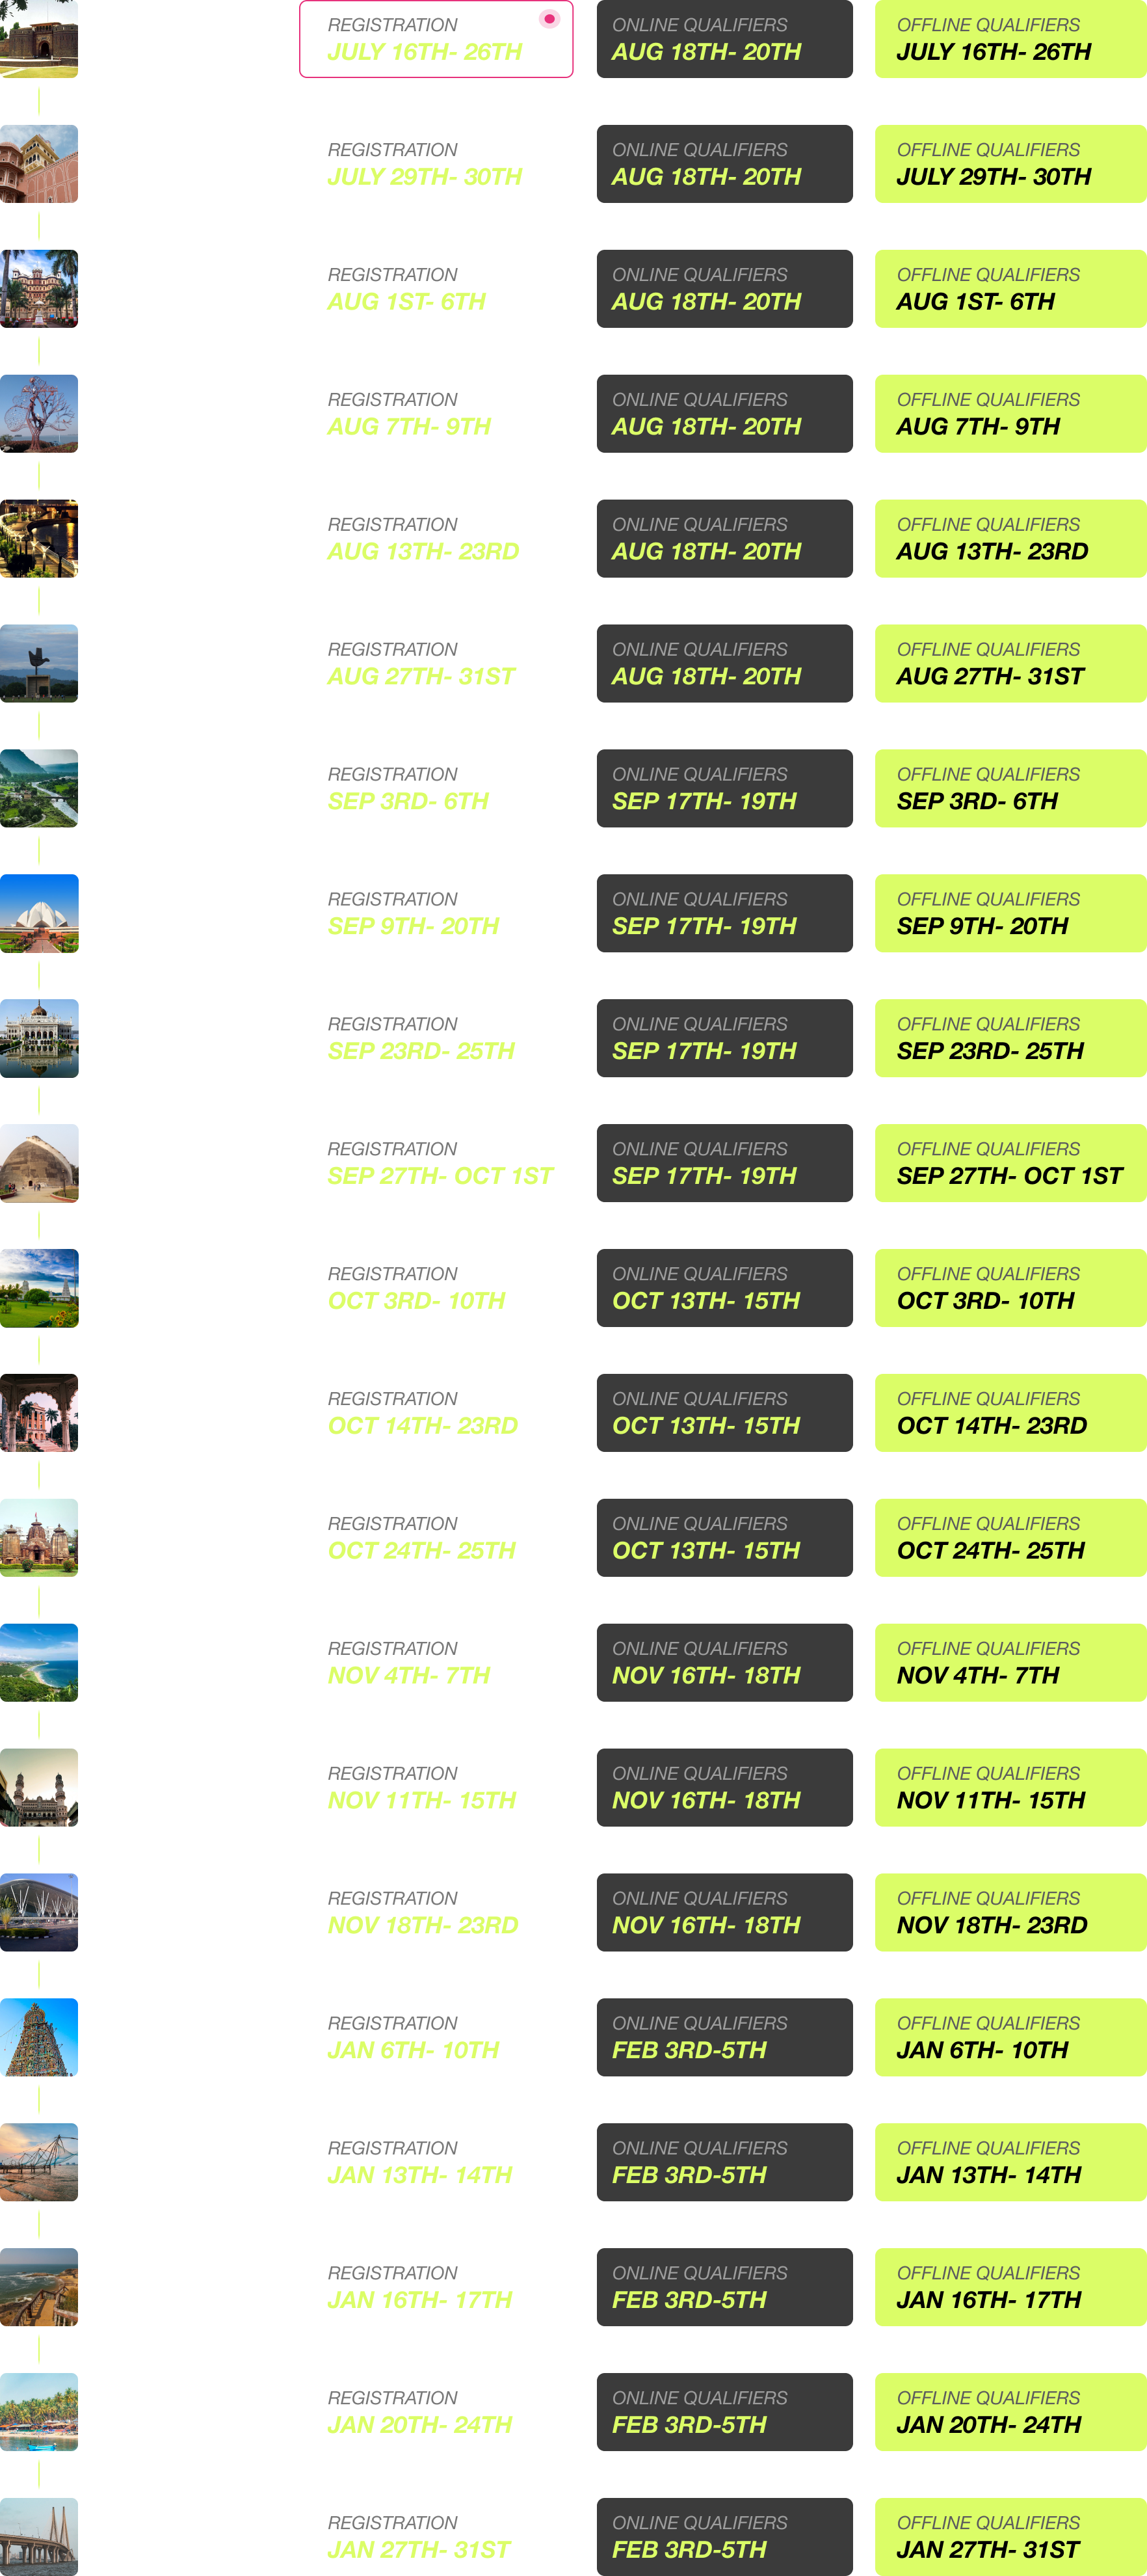 REGISTRATION
JULY 16TH- 26TH
ONLINE QUALIFIERS
AUG 18TH- 20TH
OFFLINE QUALIFIERS
JULY 16TH- 26TH
REGISTRATION
JULY 29TH- 30TH
ONLINE QUALIFIERS
AUG 18TH- 20TH
OFFLINE QUALIFIERS
JULY 29TH- 30TH
REGISTRATION
AUG 1ST- 6TH
ONLINE QUALIFIERS
AUG 18TH- 20TH
OFFLINE QUALIFIERS
AUG 1ST- 6TH
REGISTRATION
AUG 7TH- 9TH
ONLINE QUALIFIERS
AUG 18TH- 20TH
OFFLINE QUALIFIERS
AUG 7TH- 9TH
REGISTRATION
AUG 13TH- 23RD
ONLINE QUALIFIERS
AUG 18TH- 20TH
OFFLINE QUALIFIERS
AUG 13TH- 23RD
REGISTRATION
AUG 27TH- 31ST
ONLINE QUALIFIERS
AUG 18TH- 20TH
OFFLINE QUALIFIERS
AUG 27TH- 31ST
REGISTRATION
SEP 3RD- 6TH
ONLINE QUALIFIERS
SEP 17TH- 19TH
OFFLINE QUALIFIERS
SEP 3RD- 6TH
REGISTRATION
SEP 9TH- 20TH
ONLINE QUALIFIERS
SEP 17TH- 19TH
OFFLINE QUALIFIERS
SEP 9TH- 20TH
REGISTRATION
SEP 23RD- 25TH
ONLINE QUALIFIERS
SEP 17TH- 19TH
OFFLINE QUALIFIERS
SEP 23RD- 25TH
REGISTRATION
SEP 27TH- OCT 1ST
ONLINE QUALIFIERS
SEP 17TH- 19TH
OFFLINE QUALIFIERS
SEP 27TH- OCT 1ST
REGISTRATION
OCT 3RD- 10TH
ONLINE QUALIFIERS
OCT 13TH- 15TH
OFFLINE QUALIFIERS
OCT 3RD- 10TH
REGISTRATION
OCT 14TH- 23RD
ONLINE QUALIFIERS
OCT 13TH- 15TH
OFFLINE QUALIFIERS
OCT 14TH- 23RD
REGISTRATION
OCT 24TH- 25TH
ONLINE QUALIFIERS
OCT 13TH- 15TH
OFFLINE QUALIFIERS
OCT 24TH- 25TH
REGISTRATION
NOV 4TH- 7TH
ONLINE QUALIFIERS
NOV 16TH- 18TH
OFFLINE QUALIFIERS
NOV 4TH- 7TH
REGISTRATION
NOV 11TH- 15TH
ONLINE QUALIFIERS
NOV 16TH- 18TH
OFFLINE QUALIFIERS
NOV 11TH- 15TH
REGISTRATION
NOV 18TH- 23RD
ONLINE QUALIFIERS
NOV 16TH- 18TH
OFFLINE QUALIFIERS
NOV 18TH- 23RD
REGISTRATION
JAN 6TH- 10TH
ONLINE QUALIFIERS
FEB 3RD-5TH
OFFLINE QUALIFIERS
JAN 6TH- 10TH
REGISTRATION
JAN 13TH- 14TH
ONLINE QUALIFIERS
FEB 3RD-5TH
OFFLINE QUALIFIERS
JAN 13TH- 14TH
REGISTRATION
JAN 16TH- 17TH
ONLINE QUALIFIERS
FEB 3RD-5TH
OFFLINE QUALIFIERS
JAN 16TH- 17TH
REGISTRATION
JAN 20TH- 24TH
ONLINE QUALIFIERS
FEB 3RD-5TH
OFFLINE QUALIFIERS
JAN 20TH- 24TH
REGISTRATION
JAN 27TH- 31ST
ONLINE QUALIFIERS
FEB 3RD-5TH
OFFLINE QUALIFIERS
JAN 27TH- 31ST